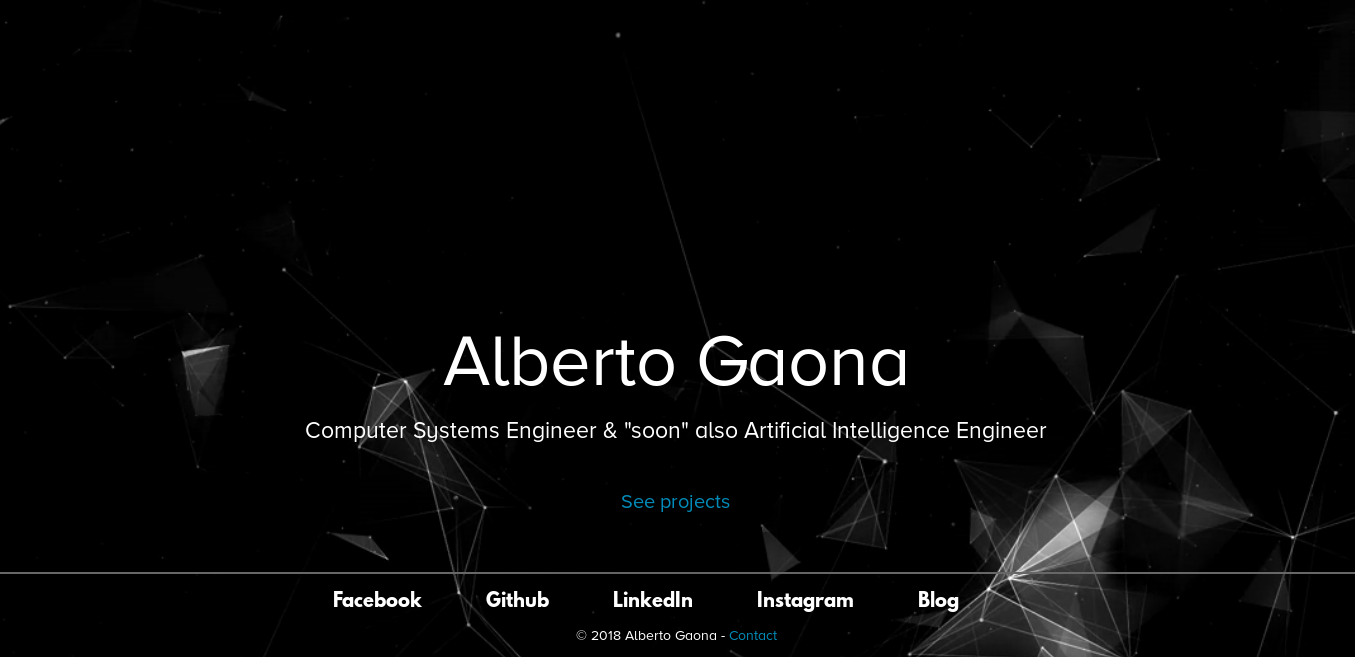 Alberto Gaona
Computer Systems Engineer & "soon" also Artificial Intelligence Engineer
See projects
Facebook Github LinkedIn Instagram Blog
© 2018 Alberto Gaona - Contact